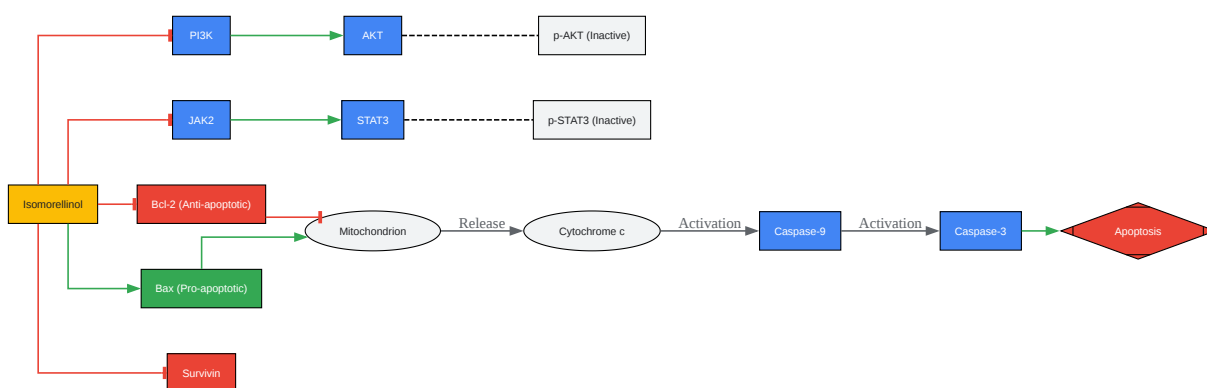 PI3K
AKT
p-AKT (Inactive)
JAK2
STAT3
p-STAT3 (Inactive)
Isomorellinol
Bcl-2 (Anti-apoptotic)
Mitochondrion
Release
Cytochrome c
Activation
Caspase-9
Activation
Caspase-3
Apoptosis
Bax (Pro-apoptotic)
Survivin